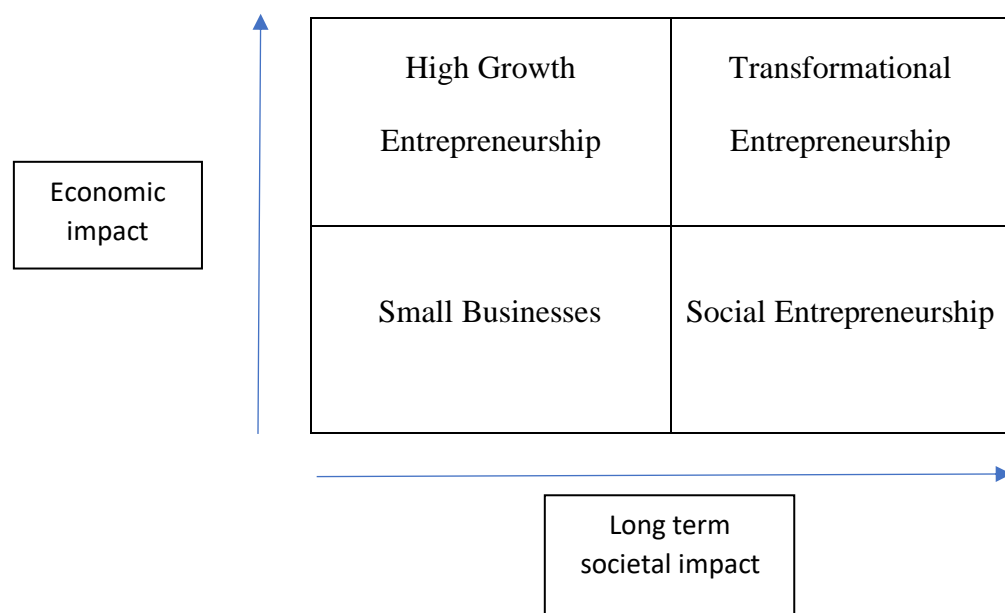 High Growth
Entrepreneurship
Transformational
Entrepreneurship
Economic
impact
Small Businesses
Social Entrepreneurship
Long term
societal impact